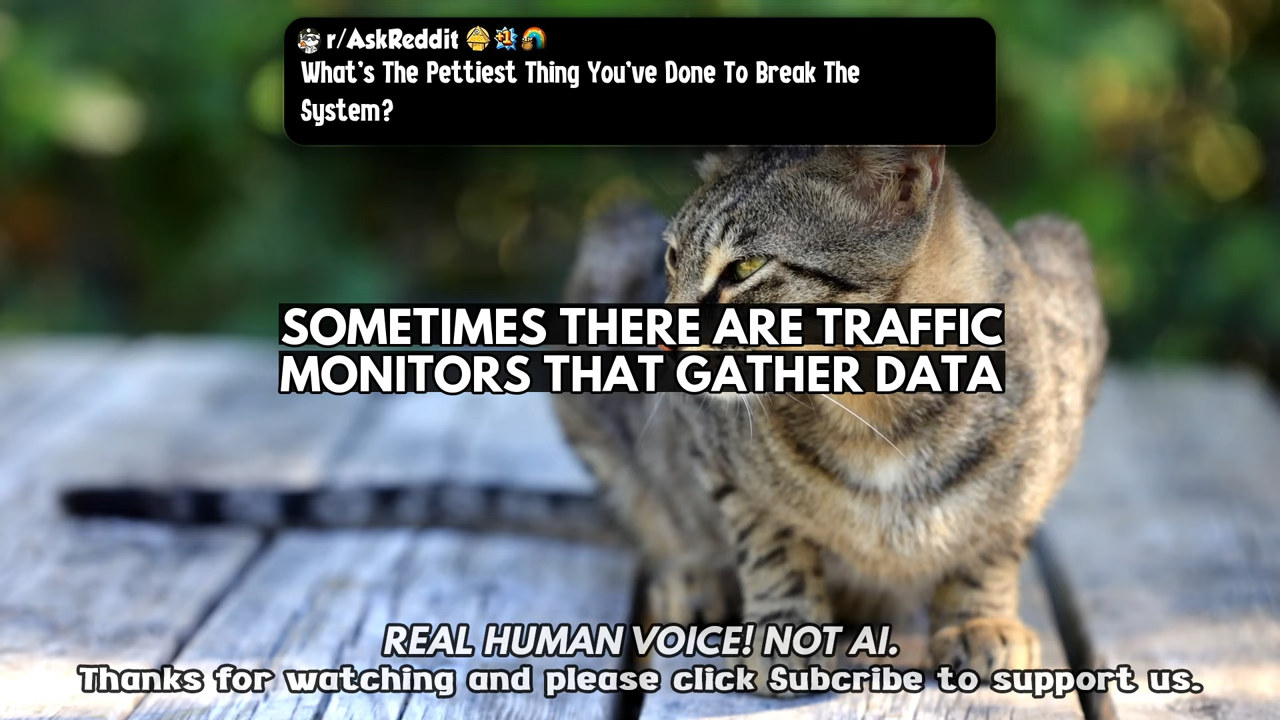 r/AskReddit
What's The Pettiest Thing You've Done To Break The
System?
SOMETIMES THERE ARE TRAFFIC
MONITORS THAT GATHER DATA
REAL HUMAN VOICE! NOT AI.
Thanks for watching and please click Subcribe to support us.